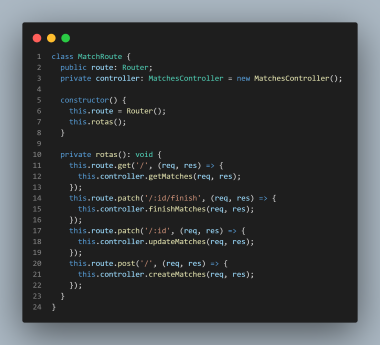 1 class MatchRoute {
2   public route: Router;
3   private controller: MatchesController = new MatchesController();
4
5   constructor() {
6     this.route = Router();
7     this.rotas();
8   }
9
10   private rotas(): void {
11     this.route.get('/', (req, res) => {
12       this.controller.getMatches(req, res);
13     });
14     this.route.patch('/:id/finish', (req, res) => {
15       this.controller.finishMatches(req, res);
16     });
17     this.route.patch('/:id', (req, res) => {
18       this.controller.updateMatches(req, res);
19     });
20     this.route.post('/', (req, res) => {
21       this.controller.createMatches(req, res);
22     });
23   }
24 }